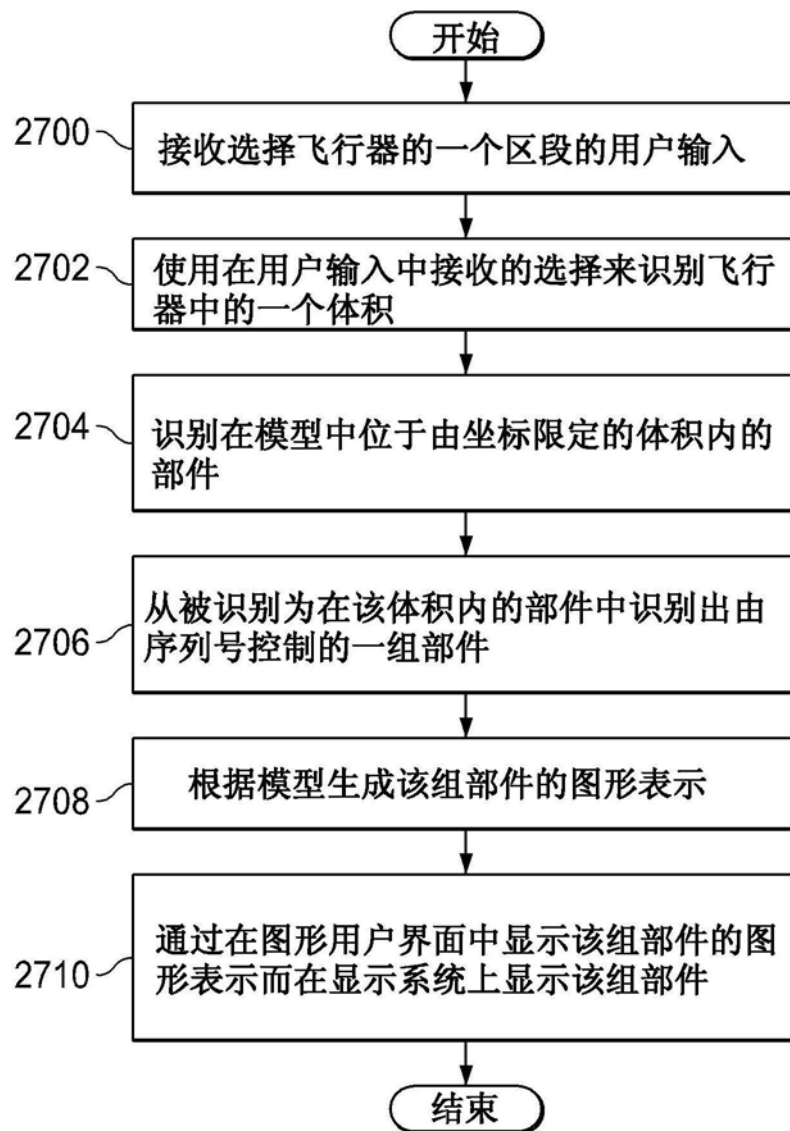 开始
2700
接收选择飞行器的一个区段的用户输入
2702
使用在用户输入中接收的选择来识别飞行
器中的一个体积
2704
识别在模型中位于由坐标限定的体积内的
部件
2706
从被识别为在该体积内的部件中识别出由
序列号控制的一组部件
2708
根据模型生成该组部件的图形表示
2710
通过在图形用户界面中显示该组部件的图
形表示而在显示系统上显示该组部件
结束